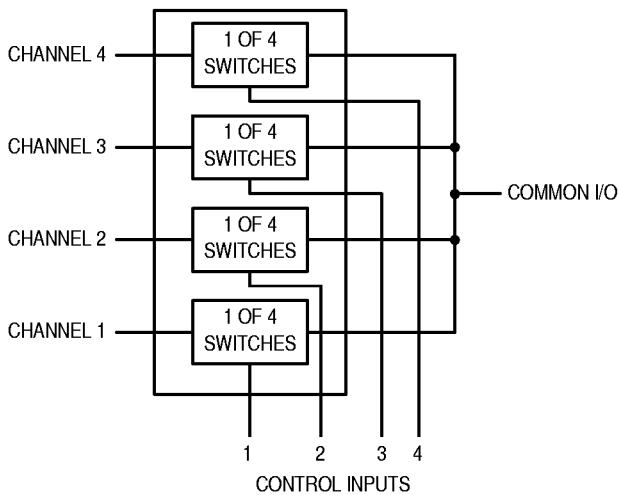 CHANNEL 4
1 OF 4
SWITCHES
CHANNEL 3
1 OF 4
SWITCHES
COMMON I/O
CHANNEL 2
1 OF 4
SWITCHES
CHANNEL 1
1 OF 4
SWITCHES
1 2 3 4
CONTROL INPUTS